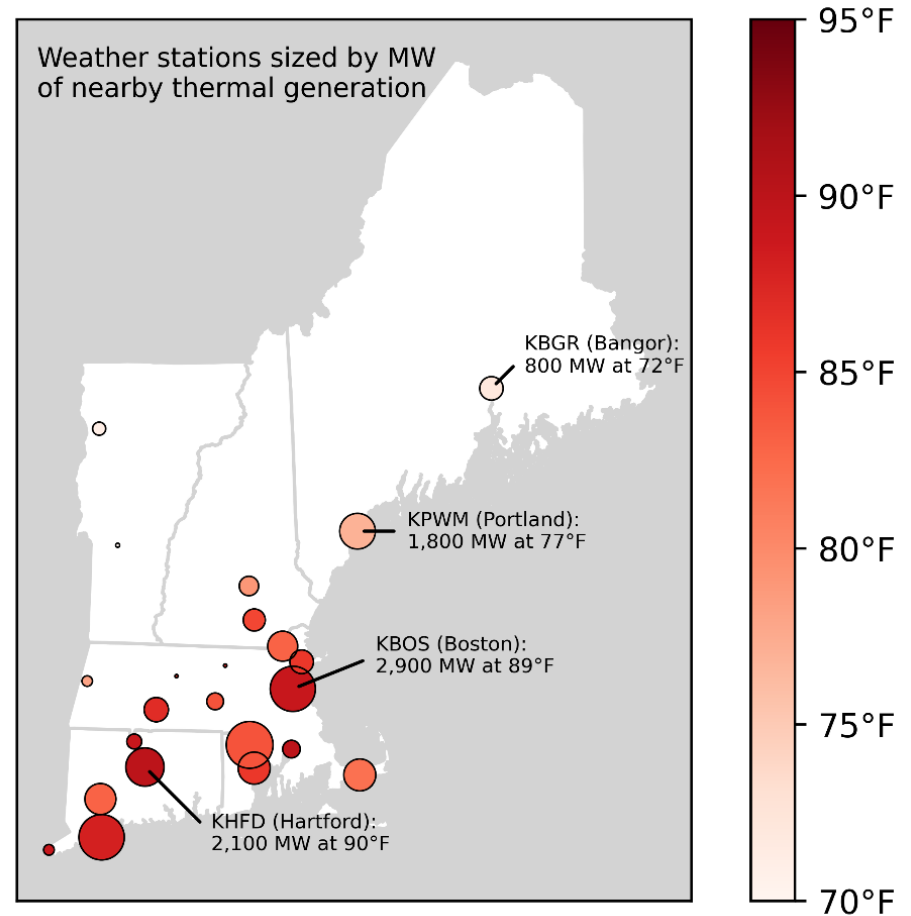 Weather stations sized by MW
of nearby thermal generation
KBGR (Bangor):
800 MW at 72°F
KPWM (Portland):
1,800 MW at 77°F
KBOS (Boston):
2,900 MW at 89°F
KHFD (Hartford):
2,100 MW at 90°F
95°F
90°F
85°F
80°F
75°F
70°F